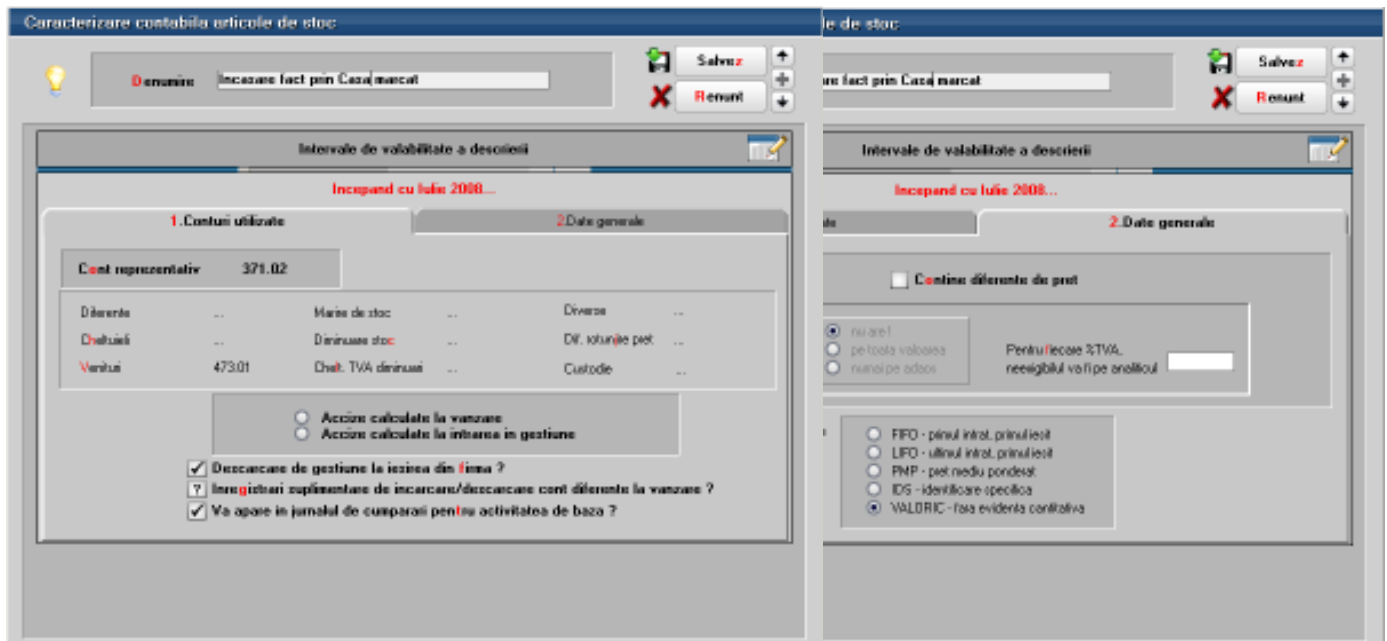 Caracterizare contabila articole de stoc
Denumire Incasare fact prin Casa marcat
Salvez
Renunt
Intervale de valabilitate a descrierii
Incepand cu Iulie 2008...
1.Conturi utilizate 2.Date generale
Cont reprezentativ 371.02
Diferente ... Marire de stoc ... Diverse ...
Cheltuieli ... Diminuare stoc ... Dif. rotunjire pret ...
Venituri 473.01 Chelt. TVA diminuari ... Custodie ...
Accize calculate la vanzare
Accize calculate la intrarea in gestiune
Descarcare de gestiune la iesirea din firma ?
? Inregistrari suplimentare de incarcare/descarcare cont diferente la vanzare ?
Va apare in jurnalul de cumparari pentru activitatea de baza ?
le de stoc
are fact prin Casa marcat
Salvez
Renunt
Intervale de valabilitate a descrierii
Incepand cu Iulie 2008...
ate 2.Date generale
Contine diferente de pret
nu are !
pe toata valoarea
numai pe adaos
Pentru fiecare %TVA,
neexigibilul va fi pe analiticul
FIFO - primul intrat, primul iesit
LIFO - ultimul intrat, primul iesit
PMP - pret mediu ponderat
IDS - identificare specifica
VALORIC - fara evidenta cantitativa